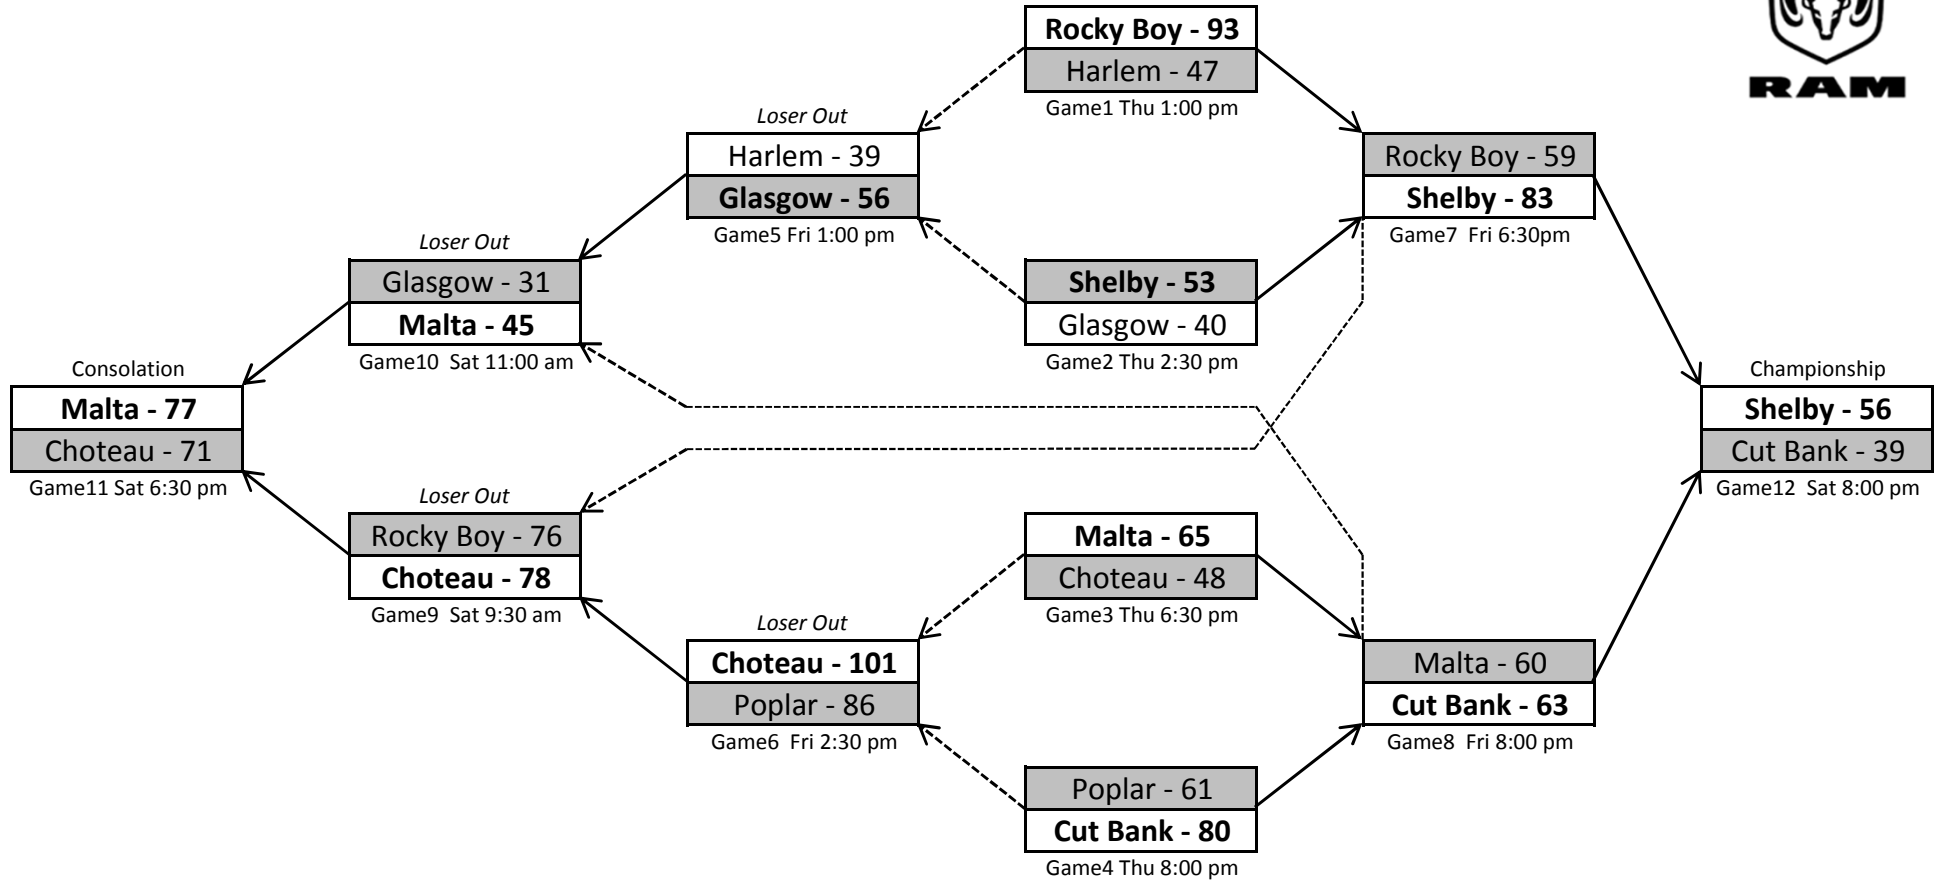 Rocky Boy - 93
Harlem - 47
Game1 Thu 1:00 pm
RAM
Loser Out
Harlem - 39
Glasgow - 56
Game5 Fri 1:00 pm
Rocky Boy - 59
Shelby - 83
Game7 Fri 6:30pm
Loser Out
Glasgow - 31
Malta - 45
Game10 Sat 11:00 am
Shelby - 53
Glasgow - 40
Game2 Thu 2:30 pm
Consolation
Malta - 77
Choteau - 71
Game11 Sat 6:30 pm
Championship
Shelby - 56
Cut Bank - 39
Game12 Sat 8:00 pm
Loser Out
Rocky Boy - 76
Choteau - 78
Game9 Sat 9:30 am
Malta - 65
Choteau - 48
Game3 Thu 6:30 pm
Loser Out
Choteau - 101
Poplar - 86
Game6 Fri 2:30 pm
Malta - 60
Cut Bank - 63
Game8 Fri 8:00 pm
Poplar - 61
Cut Bank - 80
Game4 Thu 8:00 pm